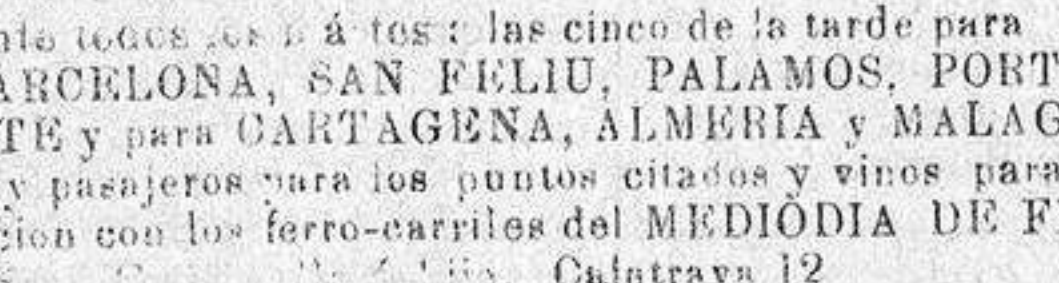 las cinco de la tarde para
ARCELONA, SAN FELIU, PALAMOS, PORT
TE y para CARTAGENA, ALMERIA y MALAG
y pasajeros para los puntos citados y vinos para
cion con los ferro-carriles del MEDIODIA DE F
Calatrava 12